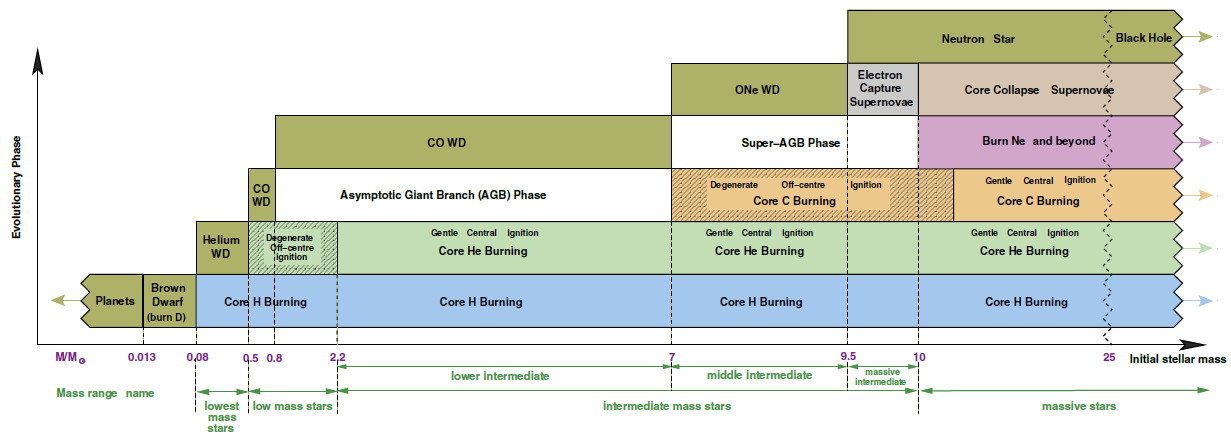 Neutron Star
Black Hole
ONe WD
Electron
Capture
Supernovae
Core Collapse Supernovae
CO WD
Super–AGB Phase
Burn Ne and beyond
CO
WD
Asymptotic Giant Branch (AGB) Phase
Degenerate Off–centre Ignition
Core C Burning
Gentle Central Ignition
Core C Burning
Helium
WD
Degenerate
Off–centre
Ignition
Gentle Central Ignition
Core He Burning
Gentle Central Ignition
Core He Burning
Gentle Central Ignition
Core He Burning
Planets
Brown
Dwarf
(burn D)
Core H Burning
Core H Burning
Core H Burning
Core H Burning
Evolutionary Phase
M/M⊙ 0.013 0.08 0.5 0.8 2.2 7 9.5 10 25 Initial stellar mass
lower intermediate
middle intermediate
massive
intermediate
Mass range name
lowest
mass
stars
low mass stars
intermediate mass stars
massive stars